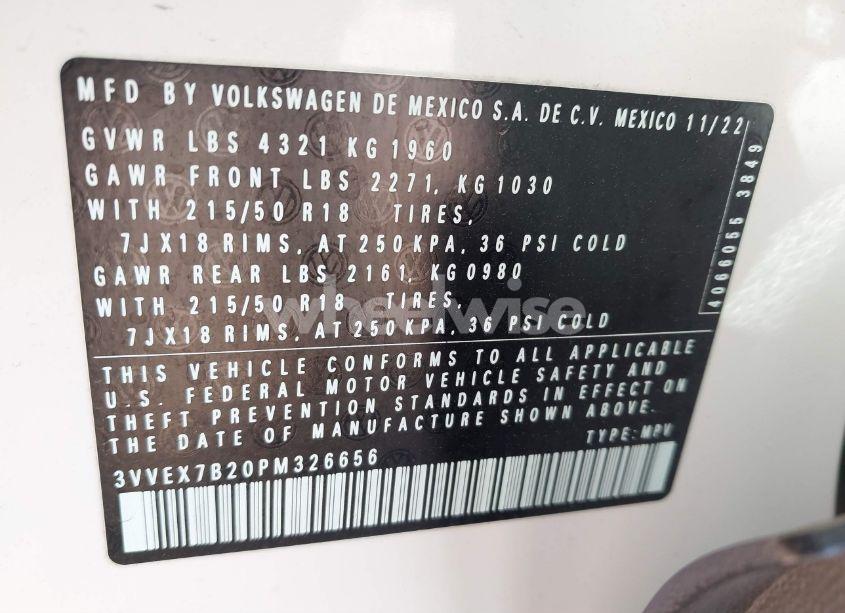 MFD BY VOLKSWAGEN DE MEXICO S.A. DE C.V. MEXICO 11/22
GVWR LBS 4321 KG 1960
GAWR FRONT LBS 2271, KG 1030
WITH 215/50 R18 TIRES,
7JX18 RIMS, AT 250 KPA, 36 PSI COLD
GAWR REAR LBS 2161, KG 0980
WITH 215/50 R18 TIRES,
7JX18 RIMS, AT 250 KPA, 36 PSI COLD
THIS VEHICLE CONFORMS TO ALL APPLICABLE
U.S. FEDERAL MOTOR VEHICLE SAFETY AND
THEFT PREVENTION STANDARDS IN EFFECT ON
THE DATE OF MANUFACTURE SHOWN ABOVE.
TYPE: MPV
3VVEX7B20PM326656
4066055 3849
wheelwise